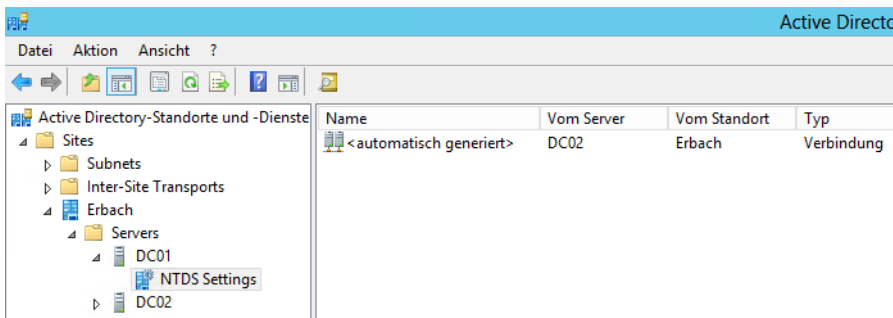 Active Directo
Datei Aktion Ansicht ?
Active Directory-Standorte und -Dienste
Sites
Subnets
Inter-Site Transports
Erbach
Servers
DC01
NTDS Settings
DC02
Name Vom Server Vom Standort Typ
<automatisch generiert> DC02 Erbach Verbindung